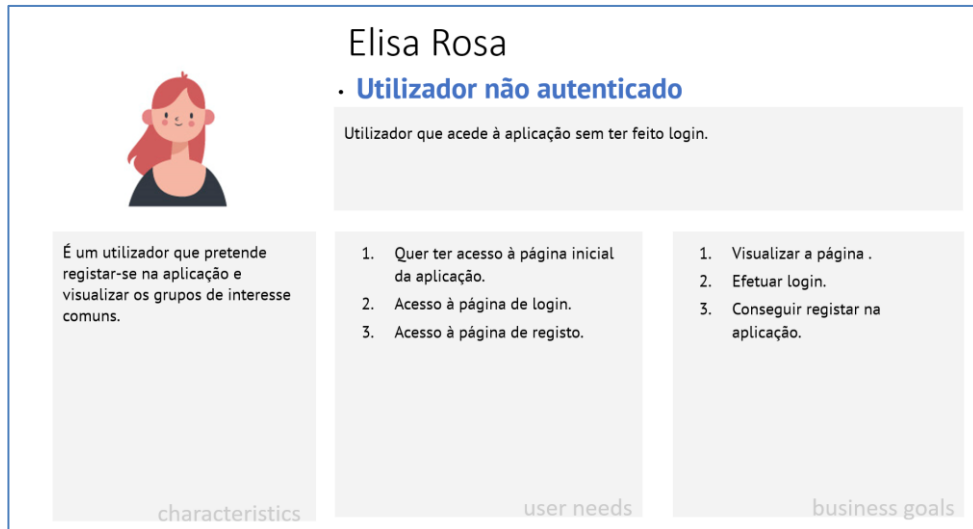 Elisa Rosa
• Utilizador não autenticado
Utilizador que acede à aplicação sem ter feito login.
É um utilizador que pretende
registar-se na aplicação e
visualizar os grupos de interesse
comuns.
characteristics
1. Quer ter acesso à página inicial
da aplicação.
2. Acesso à página de login.
3. Acesso à página de registo.
user needs
1. Visualizar a página .
2. Efetuar login.
3. Conseguir registar na
aplicação.
business goals